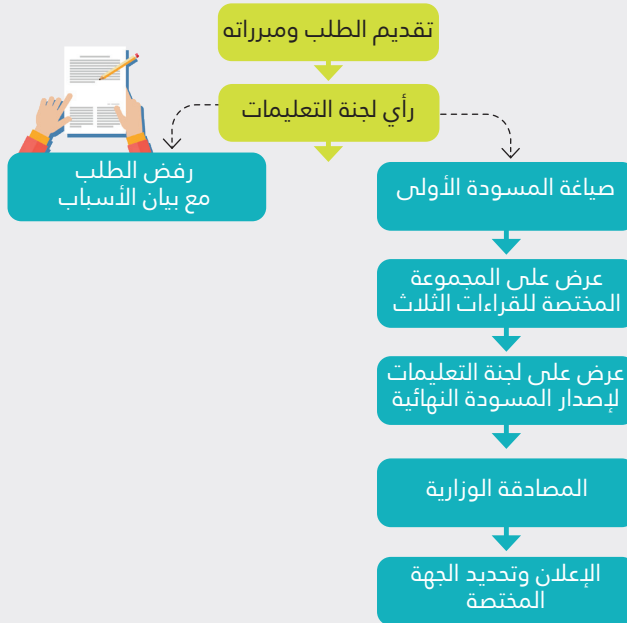 تقديم الطلب ومبرراته
رأي لجنة التعليمات
رفض الطلب
مع بيان الأسباب
صياغة المسودة الأولى
عرض على المجموعة
المختصة للقراءات الثلاث
عرض على لجنة التعليمات
لإصدار المسودة النهائية
المصادقة الوزارية
الإعلان وتحديد الجهة
المختصة